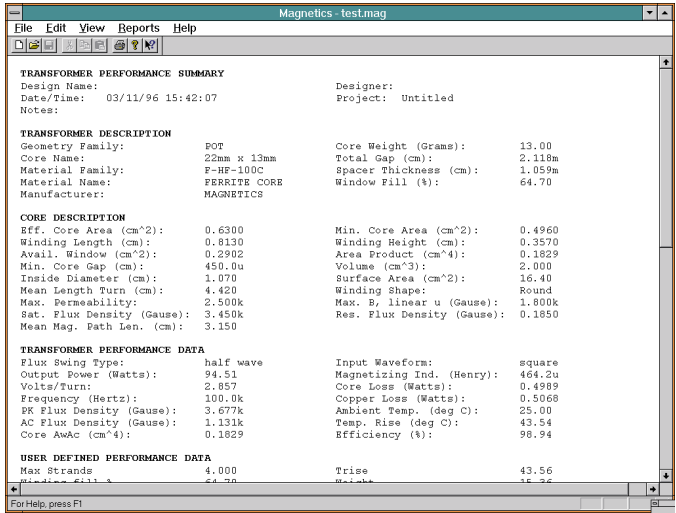 Magnetics - test.mag
File Edit View Reports Help
TRANSFORMER PERFORMANCE SUMMARY
Design Name: Designer:
Date/Time: 03/11/96 15:42:07 Project: Untitled
Notes:
TRANSFORMER DESCRIPTION
Geometry Family: POT Core Weight (Grams): 13.00
Core Name: 22mm x 13mm Total Gap (cm): 2.118m
Material Family: F-HF-100C Spacer Thickness (cm): 1.059m
Material Name: FERRITE CORE Window Fill (%): 64.70
Manufacturer: MAGNETICS
CORE DESCRIPTION
Eff. Core Area (cm^2): 0.6300 Min. Core Area (cm^2): 0.4960
Winding Length (cm): 0.8130 Winding Height (cm): 0.3570
Avail. Window (cm^2): 0.2902 Area Product (cm^4): 0.1829
Min. Core Gap (cm): 450.0u Volume (cm^3): 2.000
Inside Diameter (cm): 1.070 Surface Area (cm^2): 16.40
Mean Length Turn (cm): 4.420 Winding Shape: Round
Max. Permeability: 2.500k Max. B, linear u (Gause): 1.800k
Sat. Flux Density (Gause): 3.450k Res. Flux Density (Gause): 0.1850
Mean Mag. Path Len. (cm): 3.150
TRANSFORMER PERFORMANCE DATA
Flux Swing Type: half wave Input Waveform: square
Output Power (Watts): 94.51 Magnetizing Ind. (Henry): 464.2u
Volts/Turn: 2.857 Core Loss (Watts): 0.4989
Frequency (Hertz): 100.0k Copper Loss (Watts): 0.5068
PK Flux Density (Gause): 3.677k Ambient Temp. (deg C): 25.00
AC Flux Density (Gause): 1.131k Temp. Rise (deg C): 43.54
Core AwAc (cm^4): 0.1829 Efficiency (%): 98.94
USER DEFINED PERFORMANCE DATA
Max Strands 4.000 Trise 43.56
Winding fill % 64.70 Weight 15.36
For Help, press F1